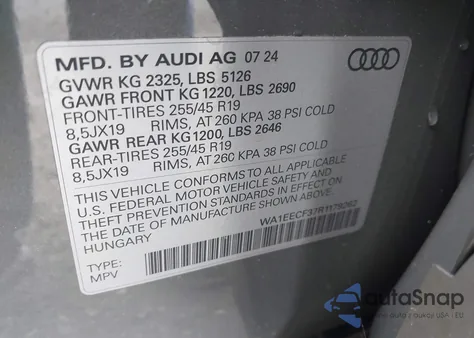 MFD. BY AUDI AG 07 24
GVWR KG 2325, LBS 5126
GAWR FRONT KG 1220, LBS 2690
FRONT-TIRES 255/45 R19
8,5JX19 RIMS, AT 260 KPA 38 PSI COLD
GAWR REAR KG1200, LBS 2646
REAR-TIRES 255/45 R19
8,5JX19 RIMS, AT 260 KPA 38 PSI COLD
THIS VEHICLE CONFORMS TO ALL APPLICABLE
U.S. FEDERAL MOTOR VEHICLE SAFETY AND
THEFT PREVENTION STANDARDS IN EFFECT ON
THE DATE OF MANUFACTURE SHOWN ABOVE.
HUNGARY
WA1EECF37R1179262
TYPE:
MPV
autaSnap